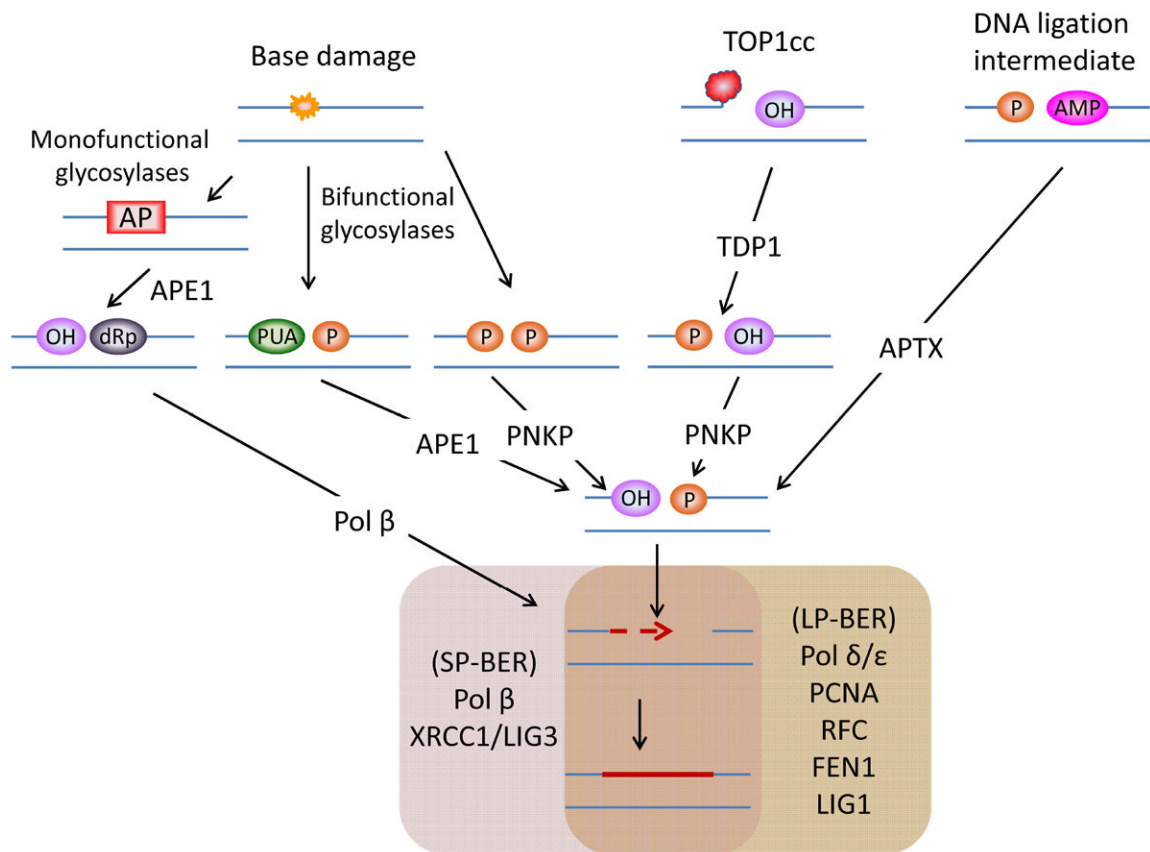 Base damage
TOP1cc
DNA ligation
intermediate
OH
P
AMP
Monofunctional
glycosylases
Bifunctional
glycosylases
AP
TDP1
APE1
OH
dRp
PUA
P
P
P
P
OH
APTX
APE1
PNKP
PNKP
OH
P
Pol β
(SP-BER)
Pol β
XRCC1/LIG3
(LP-BER)
Pol δ/ε
PCNA
RFC
FEN1
LIG1